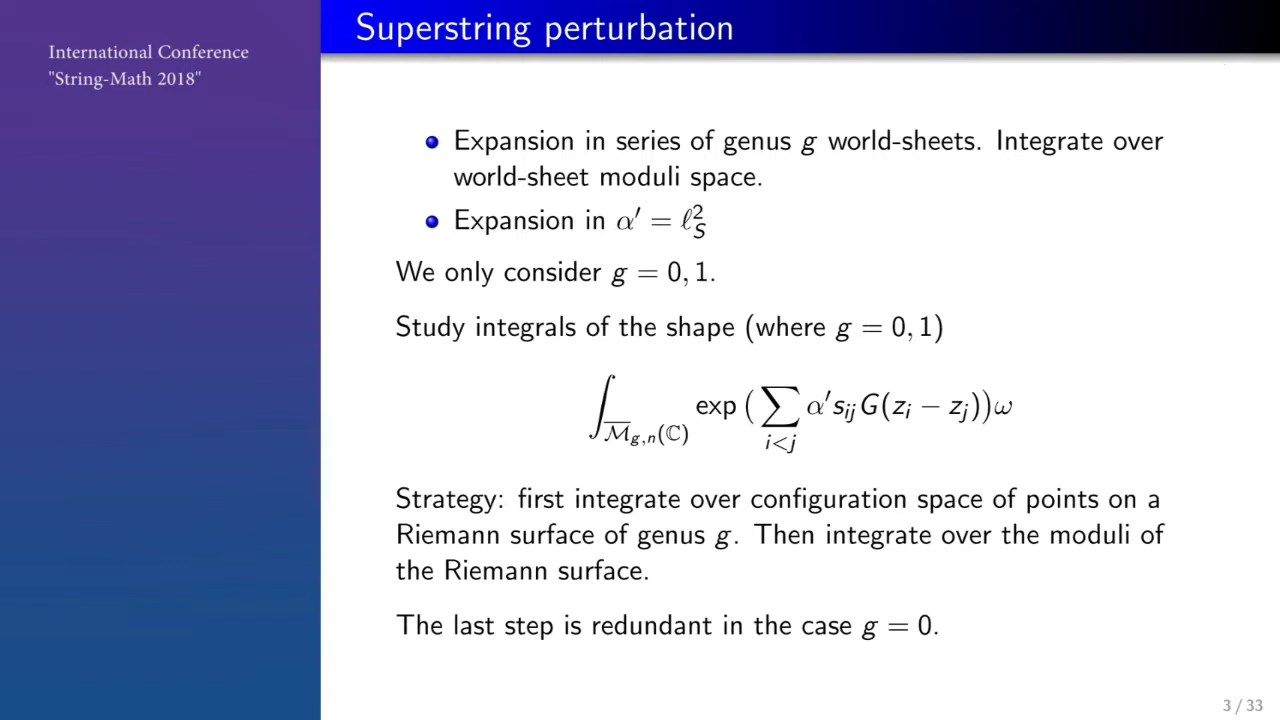 International Conference
"String-Math 2018"
Superstring perturbation
Expansion in series of genus g world-sheets. Integrate over
world-sheet moduli space.
Expansion in α′ = ℓ_S^2
We only consider g = 0, 1.
Study integrals of the shape (where g = 0, 1)
∫_{\overline{M}_{g,n}(ℂ)} exp ( ∑_{i<j} α′s_{ij}G(z_i − z_j) ) ω
Strategy: first integrate over configuration space of points on a
Riemann surface of genus g. Then integrate over the moduli of
the Riemann surface.
The last step is redundant in the case g = 0.
3 / 33